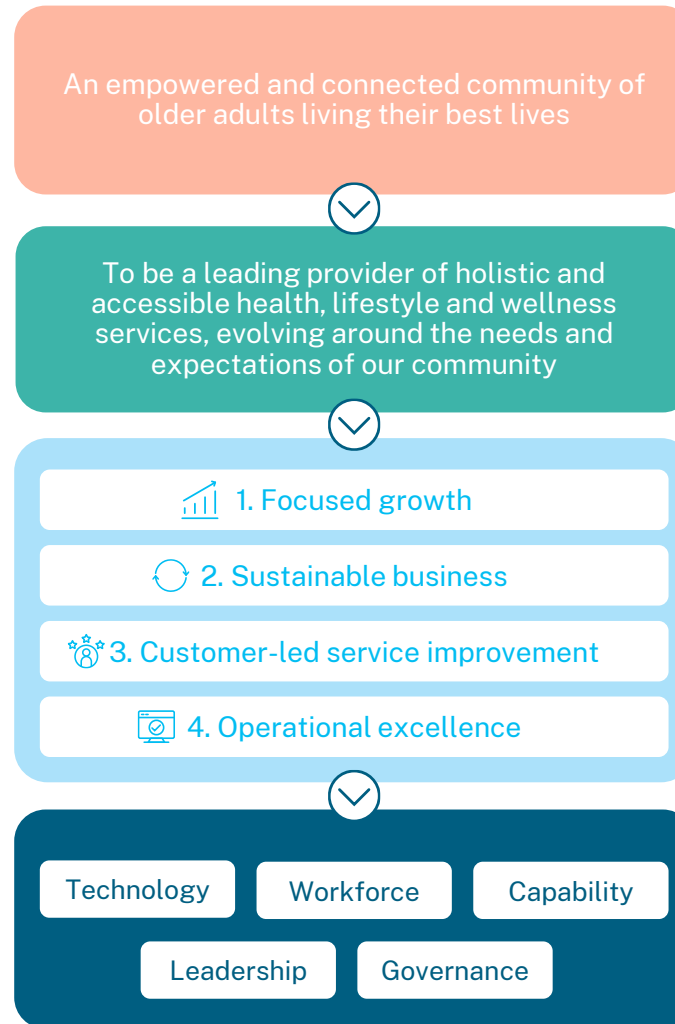 An empowered and connected community of
older adults living their best lives
To be a leading provider of holistic and
accessible health, lifestyle and wellness
services, evolving around the needs and
expectations of our community
1. Focused growth
2. Sustainable business
3. Customer-led service improvement
4. Operational excellence
Technology
Workforce
Capability
Leadership
Governance